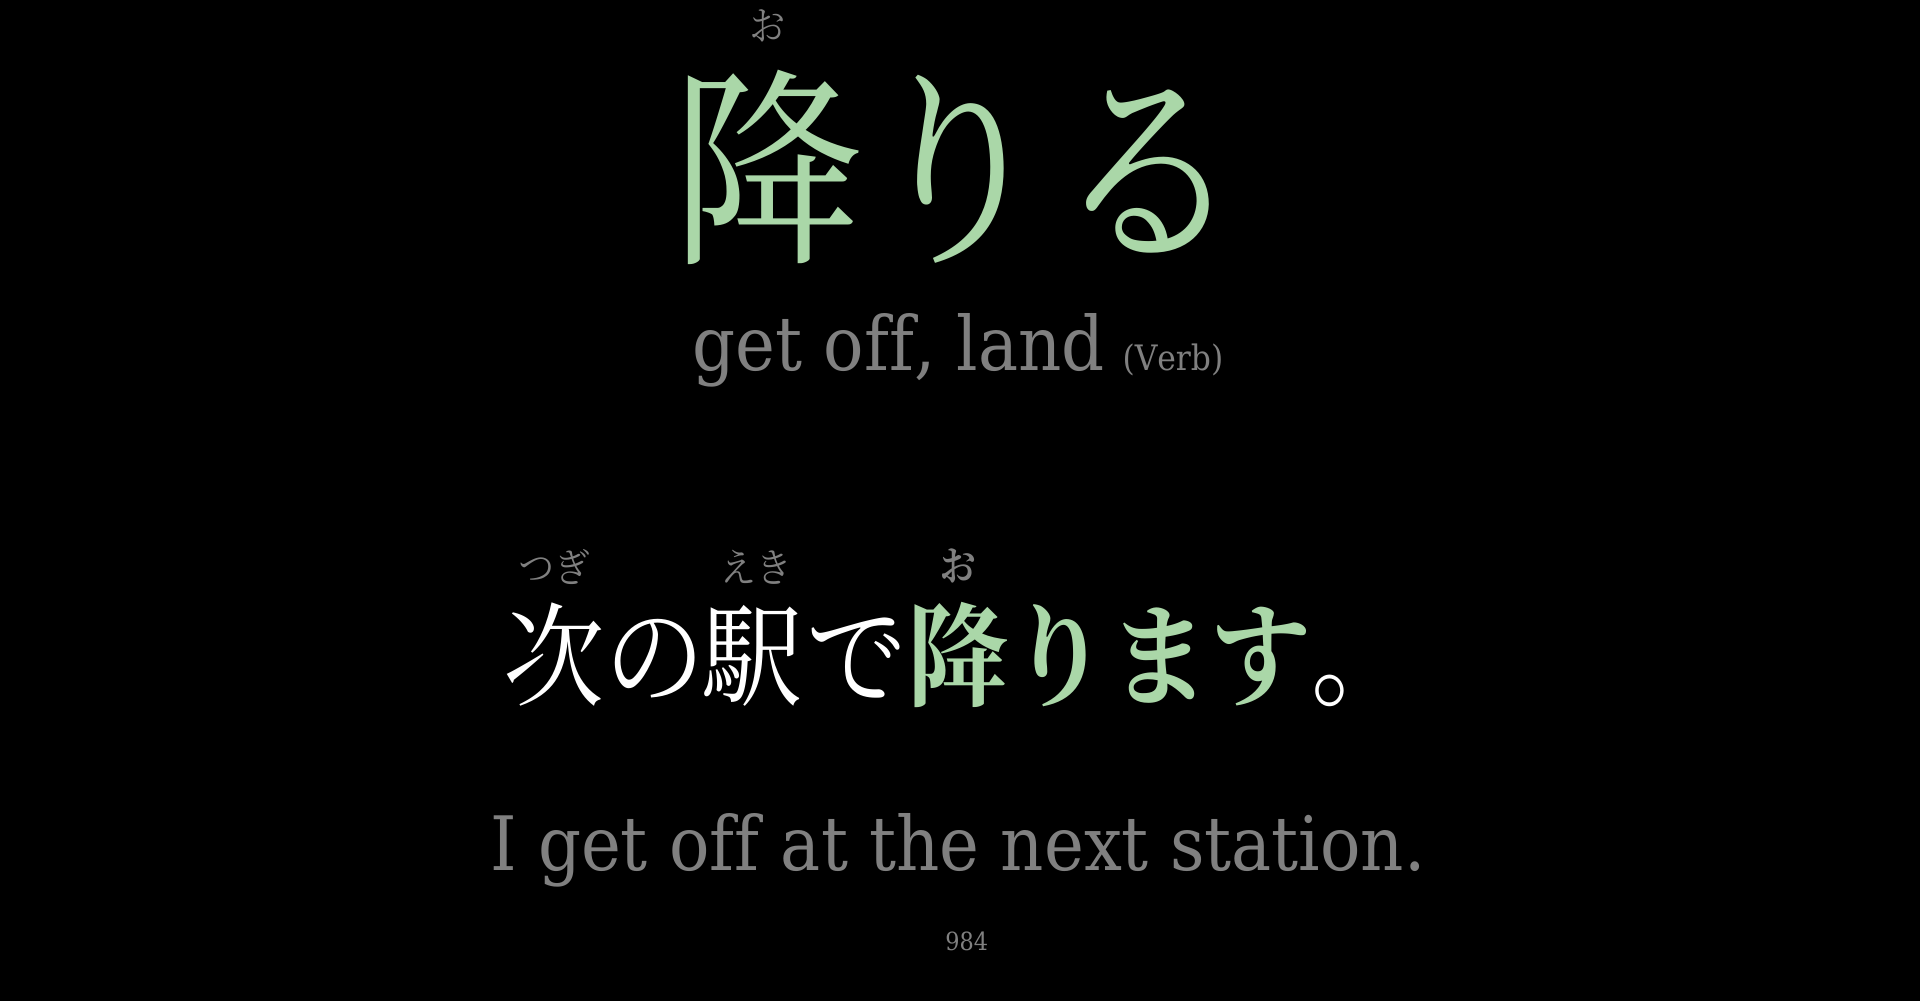 お
降りる
get off, land (Verb)
つぎ えき お
次の駅で降ります。
I get off at the next station.
984